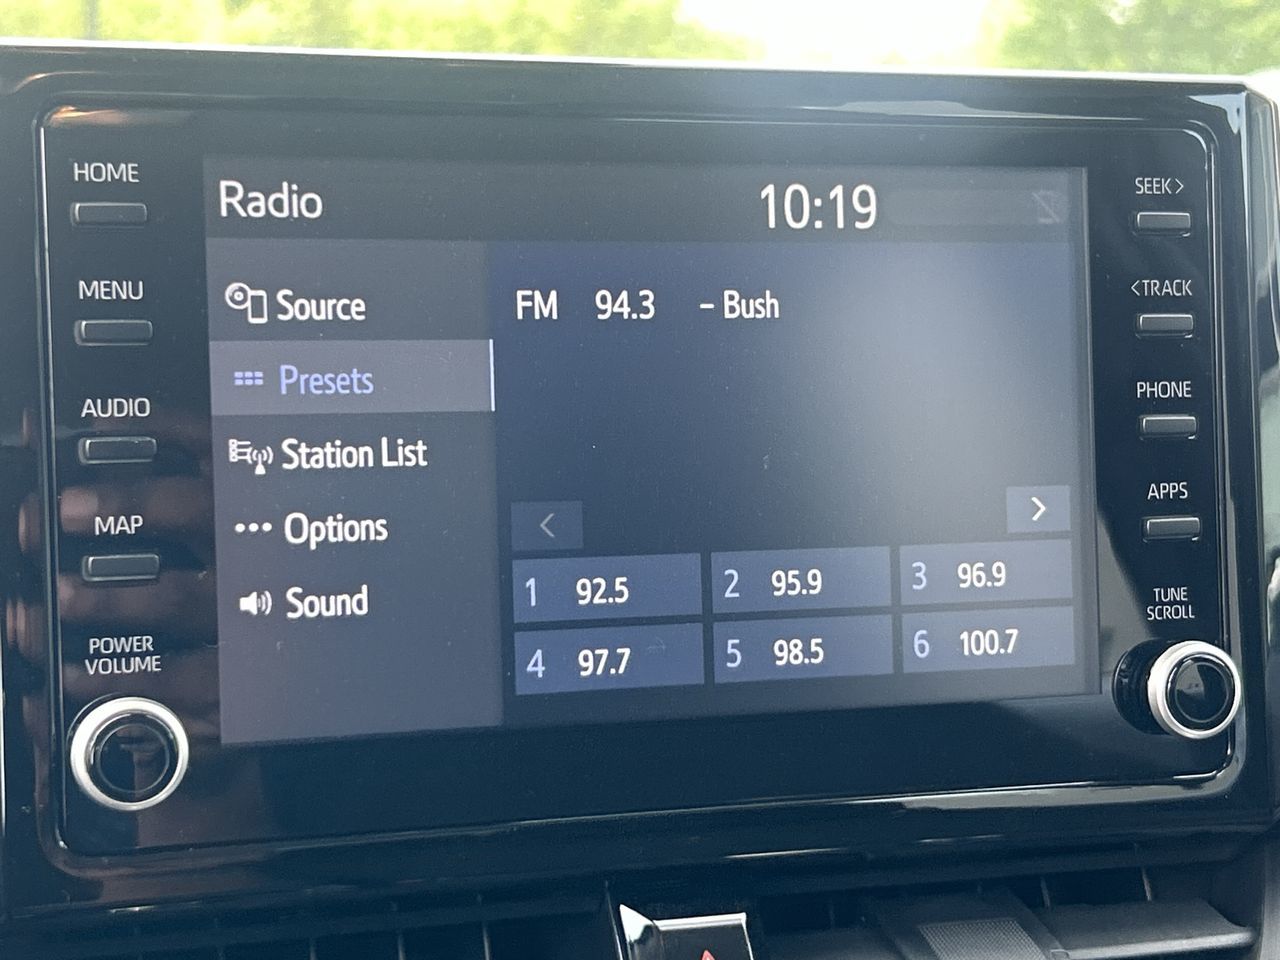 HOME
MENU
AUDIO
MAP
POWER
VOLUME
Radio
10:19
Source
Presets
Station List
Options
Sound
FM 94.3 - Bush
<
>
1 92.5
2 95.9
3 96.9
4 97.7
5 98.5
6 100.7
SEEK >
< TRACK
PHONE
APPS
TUNE
SCROLL